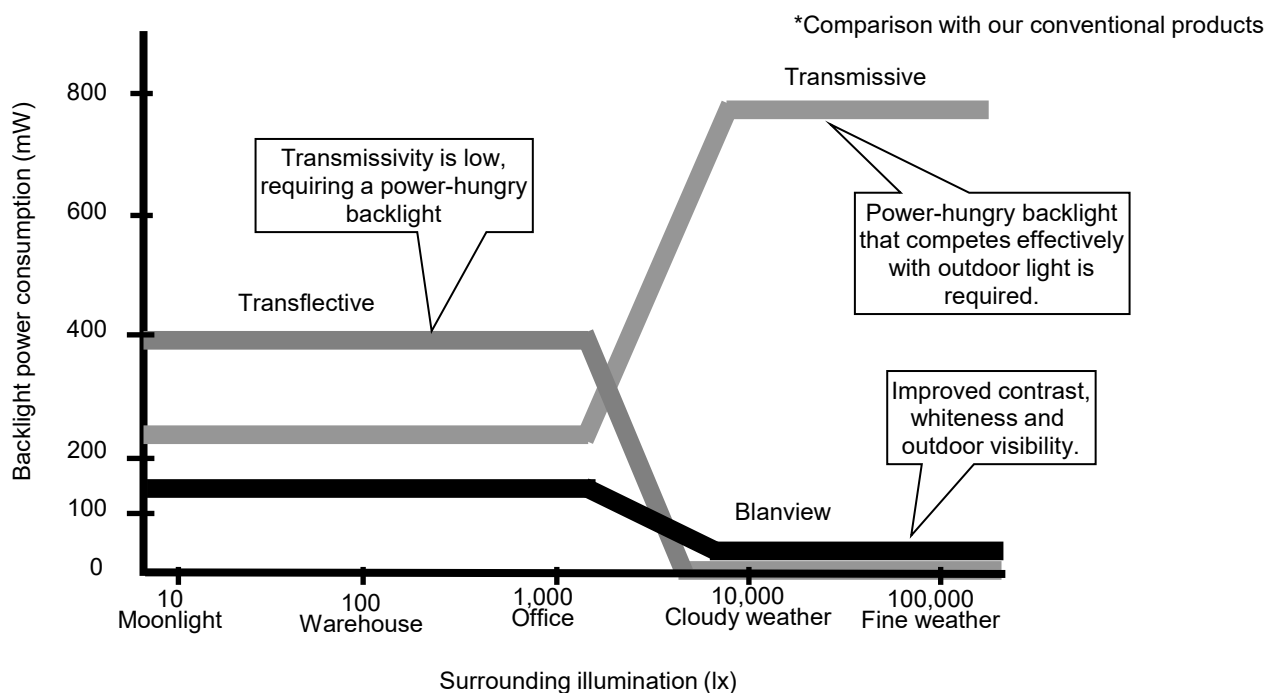 *Comparison with our conventional products
Transmissive
Backlight power consumption (mW)
800
600
400
200
100
0
Transmissivity is low,
requiring a power-hungry
backlight
Power-hungry backlight
that competes effectively
with outdoor light is
required.
Transflective
Improved contrast,
whiteness and
outdoor visibility.
Blanview
10
Moonlight
100
Warehouse
1,000
Office
10,000
Cloudy weather
100,000
Fine weather
Surrounding illumination (lx)